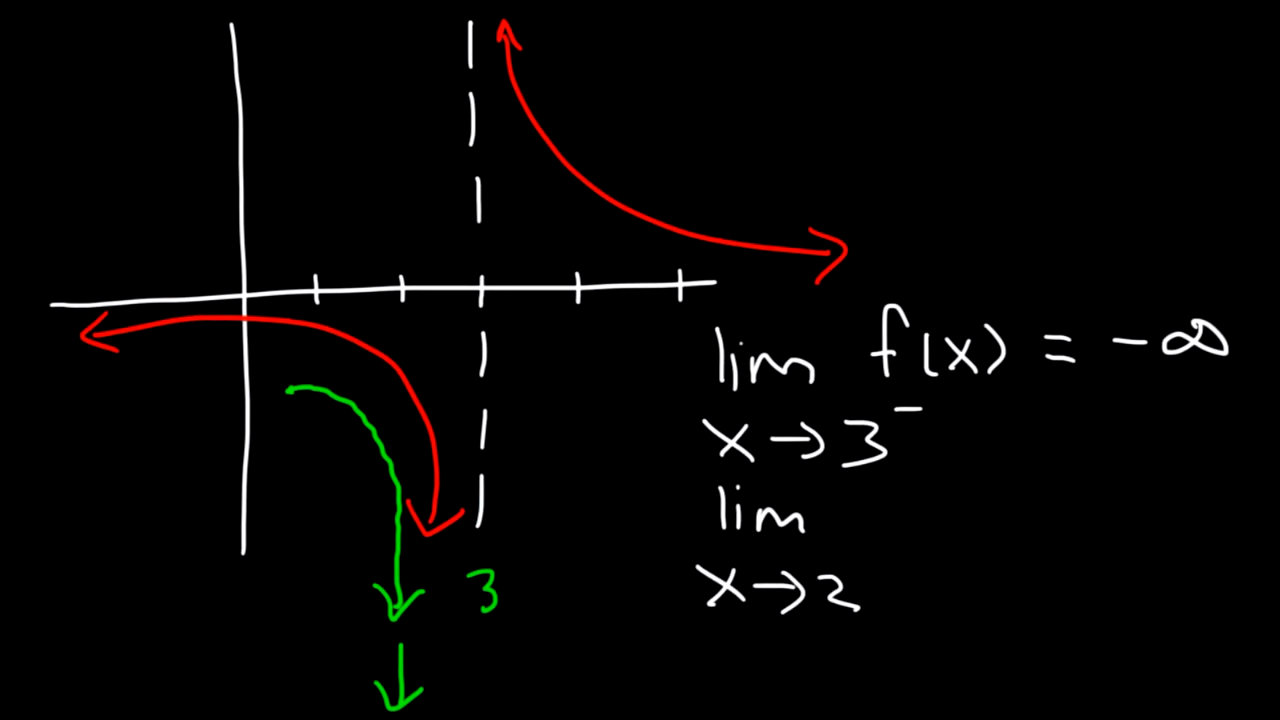 lim f(x) = -∞
x→3⁻
lim
x→2
3